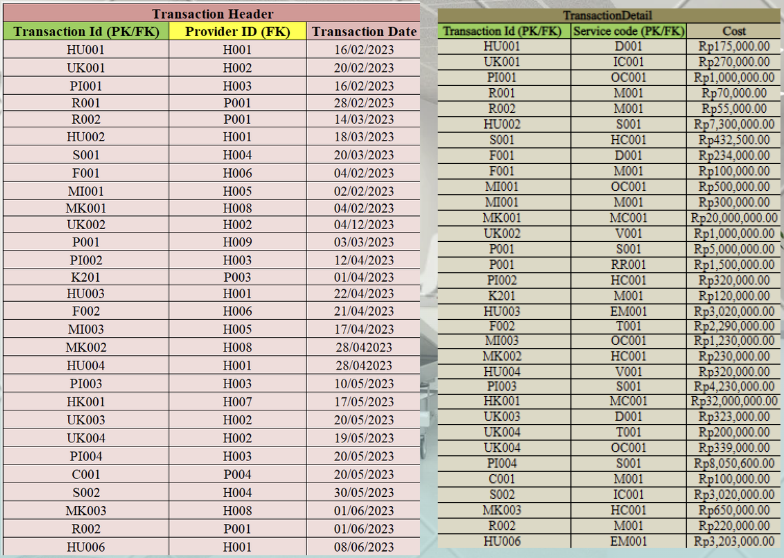 Transaction Header
Transaction Id (PK/FK) Provider ID (FK) Transaction Date
HU001 H001 16/02/2023
UK001 H002 20/02/2023
PI001 H003 16/02/2023
R001 P001 28/02/2023
R002 P001 14/03/2023
HU002 H001 18/03/2023
S001 H004 20/03/2023
F001 H006 04/02/2023
MI001 H005 02/02/2023
MK001 H008 04/02/2023
UK002 H002 04/12/2023
P001 H009 03/03/2023
PI002 H003 12/04/2023
K201 P003 01/04/2023
HU003 H001 22/04/2023
F002 H006 21/04/2023
MI003 H005 17/04/2023
MK002 H008 28/042023
HU004 H001 28/042023
PI003 H003 10/05/2023
HK001 H007 17/05/2023
UK003 H002 20/05/2023
UK004 H002 19/05/2023
PI004 H003 20/05/2023
C001 P004 20/05/2023
S002 H004 30/05/2023
MK003 H008 01/06/2023
R002 P001 01/06/2023
HU006 H001 08/06/2023
TransactionDetail
Transaction Id (PK/FK) Service code (PK/FK) Cost
HU001 D001 Rp175,000.00
UK001 IC001 Rp270,000.00
PI001 OC001 Rp1,000,000.00
R001 M001 Rp70,000.00
R002 M001 Rp55,000.00
HU002 S001 Rp7,300,000.00
S001 HC001 Rp432,500.00
F001 D001 Rp234,000.00
F001 M001 Rp100,000.00
MI001 OC001 Rp500,000.00
MI001 M001 Rp300,000.00
MK001 MC001 Rp20,000,000.00
UK002 V001 Rp1,000,000.00
P001 S001 Rp5,000,000.00
P001 RR001 Rp1,500,000.00
PI002 HC001 Rp320,000.00
K201 M001 Rp120,000.00
HU003 EM001 Rp3,020,000.00
F002 T001 Rp2,290,000.00
MI003 OC001 Rp1,230,000.00
MK002 HC001 Rp230,000.00
HU004 V001 Rp320,000.00
PI003 S001 Rp4,230,000.00
HK001 MC001 Rp32,000,000.00
UK003 D001 Rp323,000.00
UK004 T001 Rp200,000.00
UK004 OC001 Rp339,000.00
PI004 S001 Rp8,050,600.00
C001 M001 Rp100,000.00
S002 IC001 Rp3,020,000.00
MK003 HC001 Rp650,000.00
R002 M001 Rp220,000.00
HU006 EM001 Rp3,203,000.00